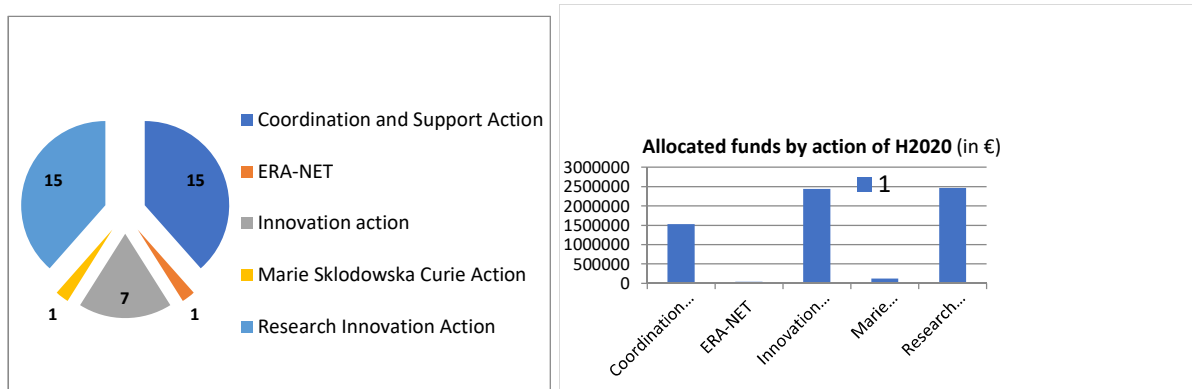 15
15
7
1
1
Coordination and Support Action
ERA-NET
Innovation action
Marie Sklodowska Curie Action
Research Innovation Action
Allocated funds by action of H2020 (in €)
3000000
2500000
2000000
1500000
1000000
500000
0
1
Coordination...
ERA-NET
Innovation...
Marie...
Research...